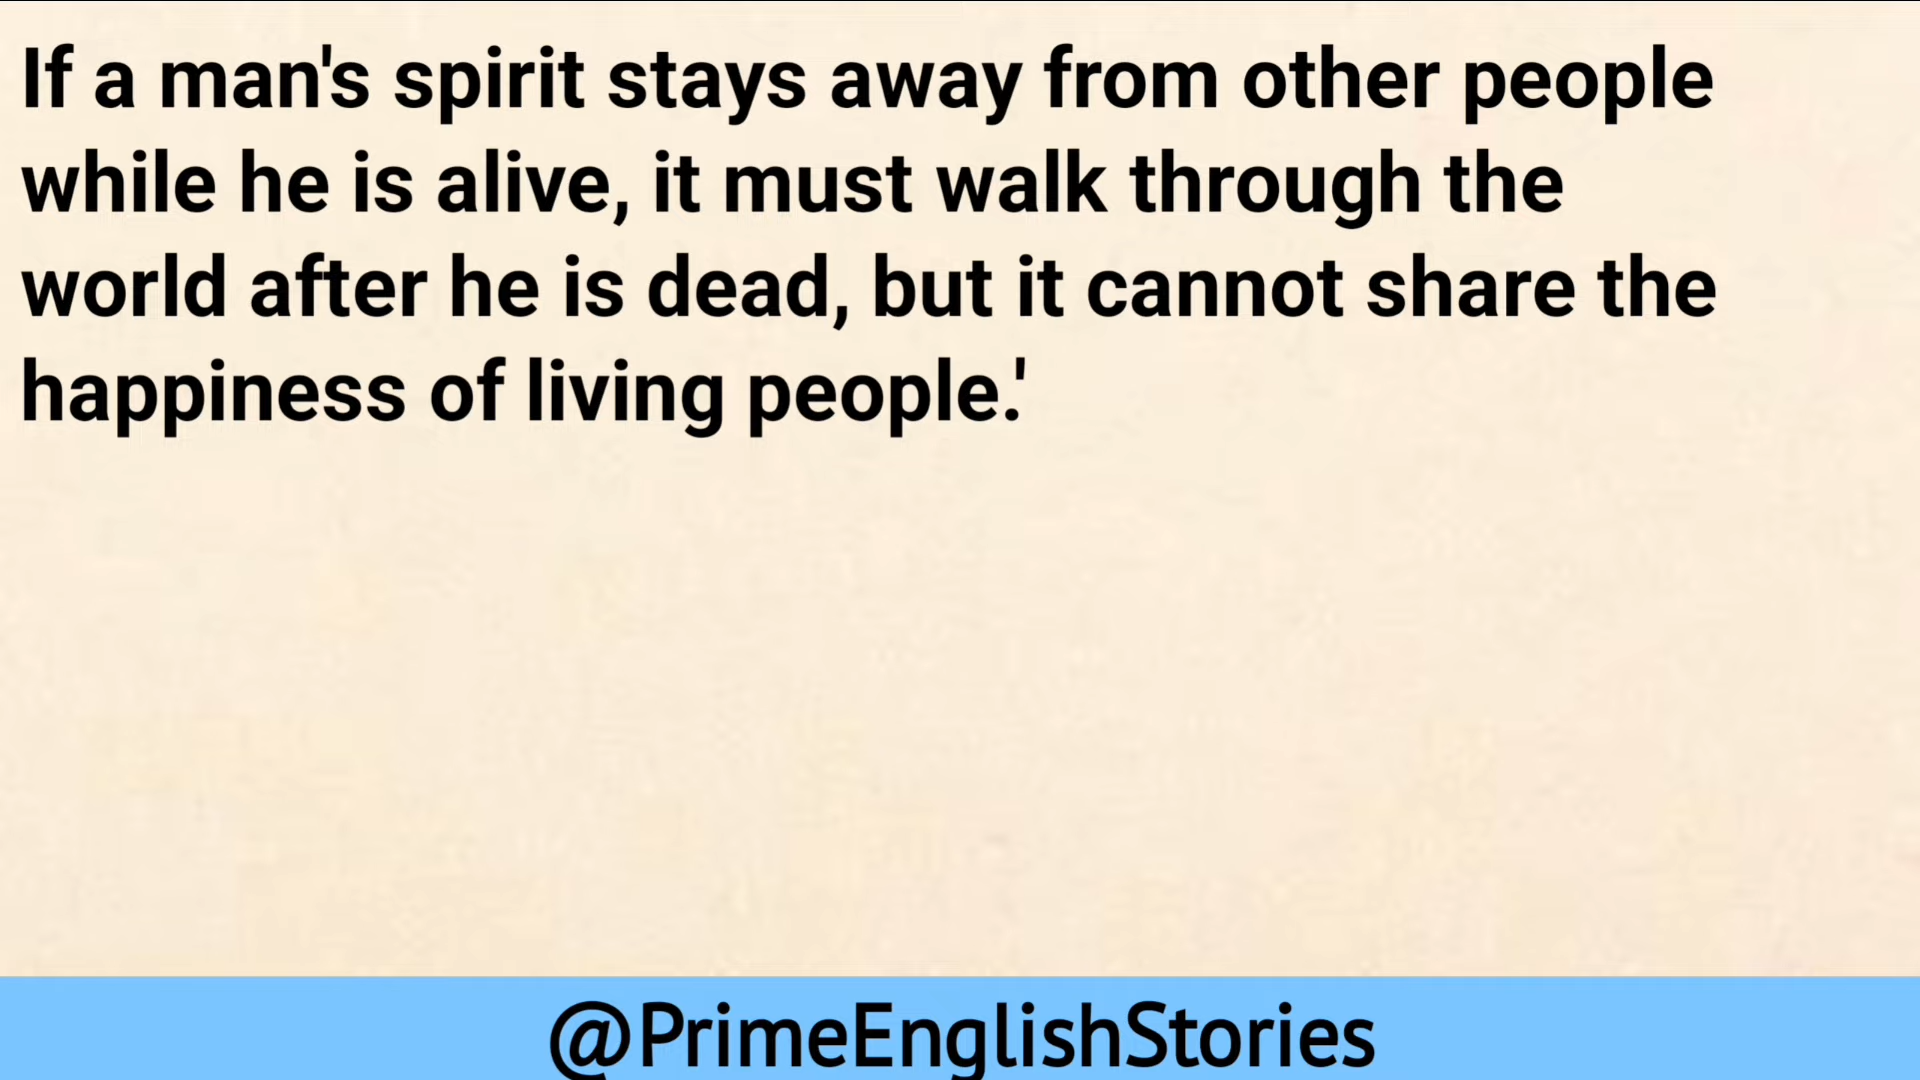 If a man's spirit stays away from other people
while he is alive, it must walk through the
world after he is dead, but it cannot share the
happiness of living people.'
@PrimeEnglishStories